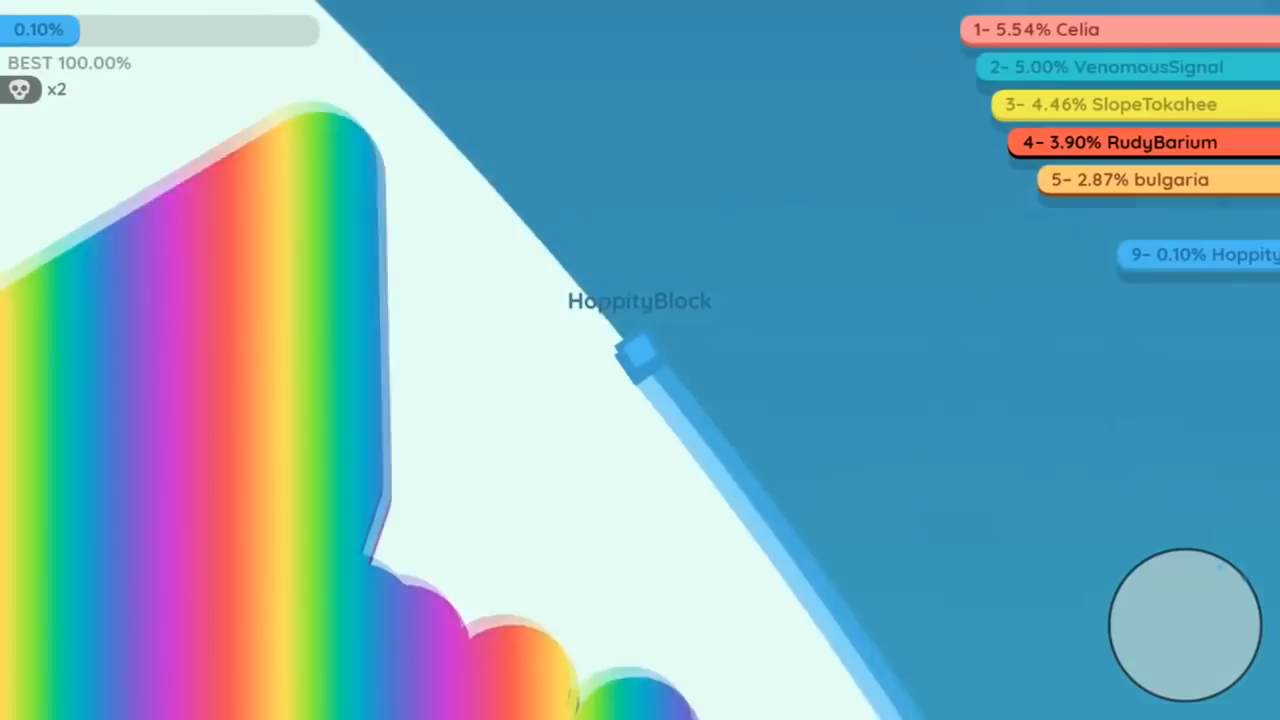 0.10%
BEST 100.00%
x2
1- 5.54% Celia
2- 5.00% VenomousSignal
3- 4.46% SlopeTokahee
4- 3.90% RudyBarium
5- 2.87% bulgaria
9- 0.10% Hoppity
HoppityBlock